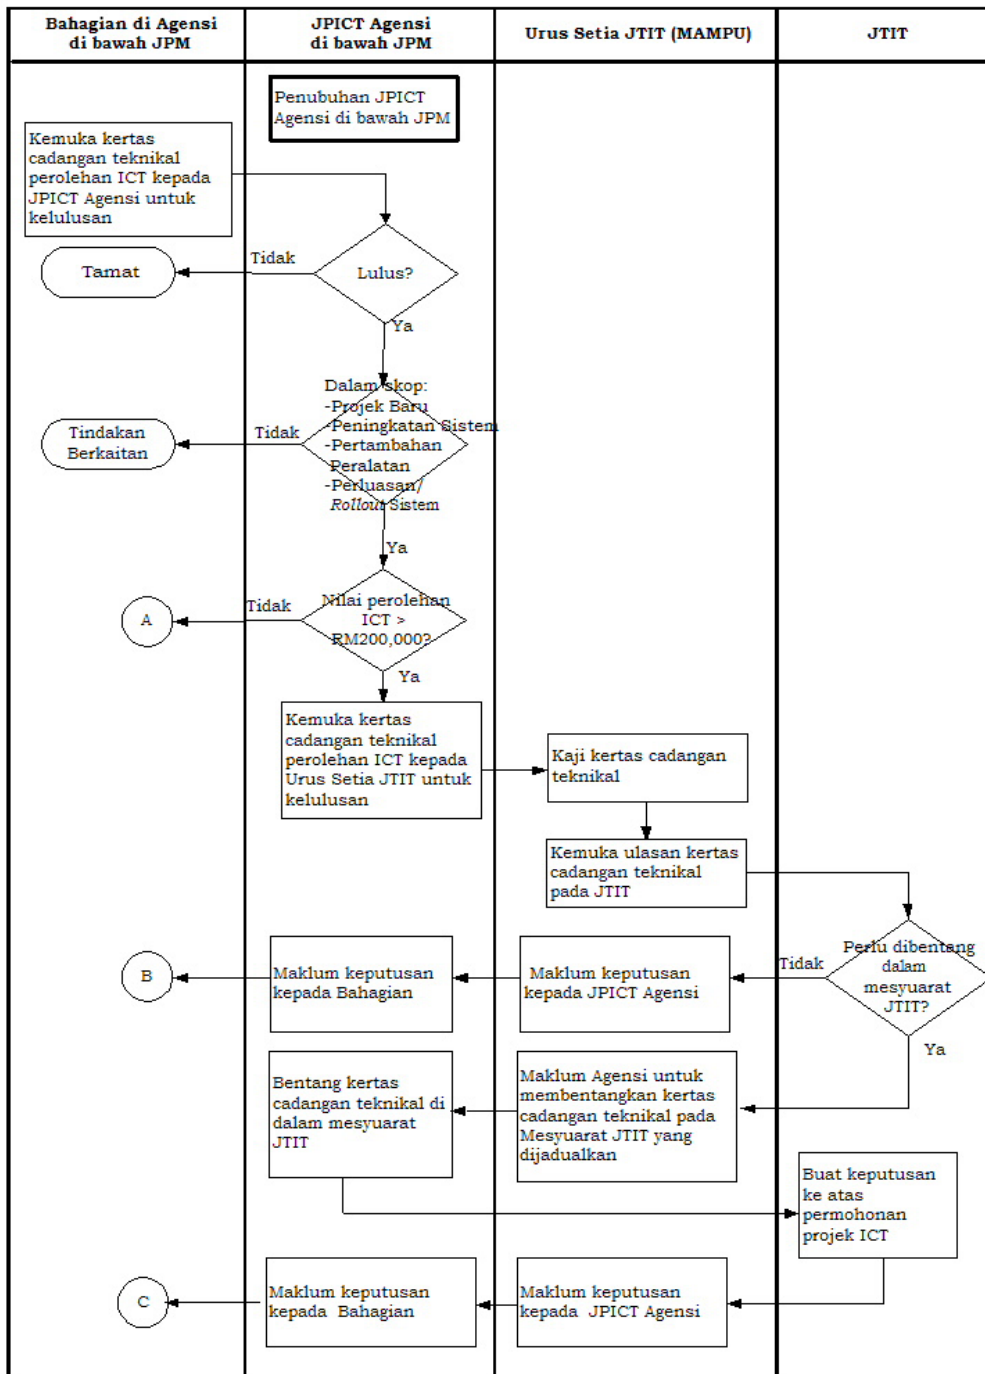 Bahagian di Agensi
di bawah JPM
JPICT Agensi
di bawah JPM
Urus Setia JTIT (MAMPU)
JTIT
Penubuhan JPICT
Agensi di bawah JPM
Kemuka kertas
cadangan teknikal
perolehan ICT kepada
JPICT Agensi untuk
kelulusan
Lulus?
Tidak
Tamat
Ya
Dalam skop:
-Projek Baru
-Peningkatan Sistem
-Pertambahan
Peralatan
-Perluasan/
Rollout Sistem
Tidak
Tindakan
Berkaitan
Ya
Nilai perolehan
ICT >
RM200,000?
Tidak
A
Ya
Kemuka kertas
cadangan teknikal
perolehan ICT kepada
Urus Setia JTIT untuk
kelulusan
Kaji kertas cadangan
teknikal
Kemuka ulasan kertas
cadangan teknikal
pada JTIT
Perlu dibentang
dalam
mesyuarat
JTIT?
Tidak
Maklum keputusan
kepada JPICT Agensi
Maklum keputusan
kepada Bahagian
B
Ya
Maklum Agensi untuk
membentangkan kertas
cadangan teknikal pada
Mesyuarat JTIT yang
dijadualkan
Bentang kertas
cadangan teknikal di
dalam mesyuarat
JTIT
Buat keputusan
ke atas
permohonan
projek ICT
Maklum keputusan
kepada JPICT Agensi
Maklum keputusan
kepada Bahagian
C